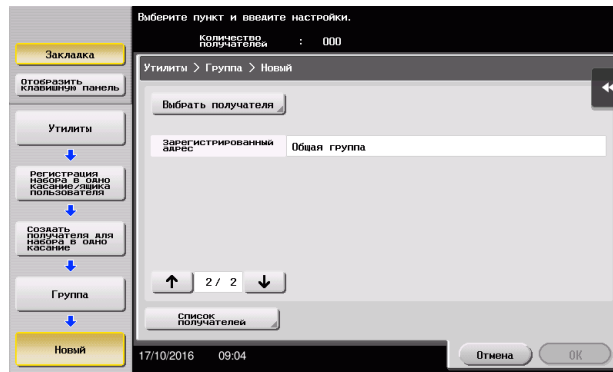 Выберите пункт и введите настройки.
Количество
получателей : 000
Закладка
Отобразить
клавишную панель
Утилиты > Группа > Новый
Выбрать получателя
Утилиты
Зарегистрированный
адрес
Общая группа
Регистрация
набора в одно
касание/ящика
пользователя
Создать
получателя для
набора в одно
касание
↑ 2/ 2 ↓
Группа
Список
получателей
Новый
17/10/2016 09:04
Отмена
OK